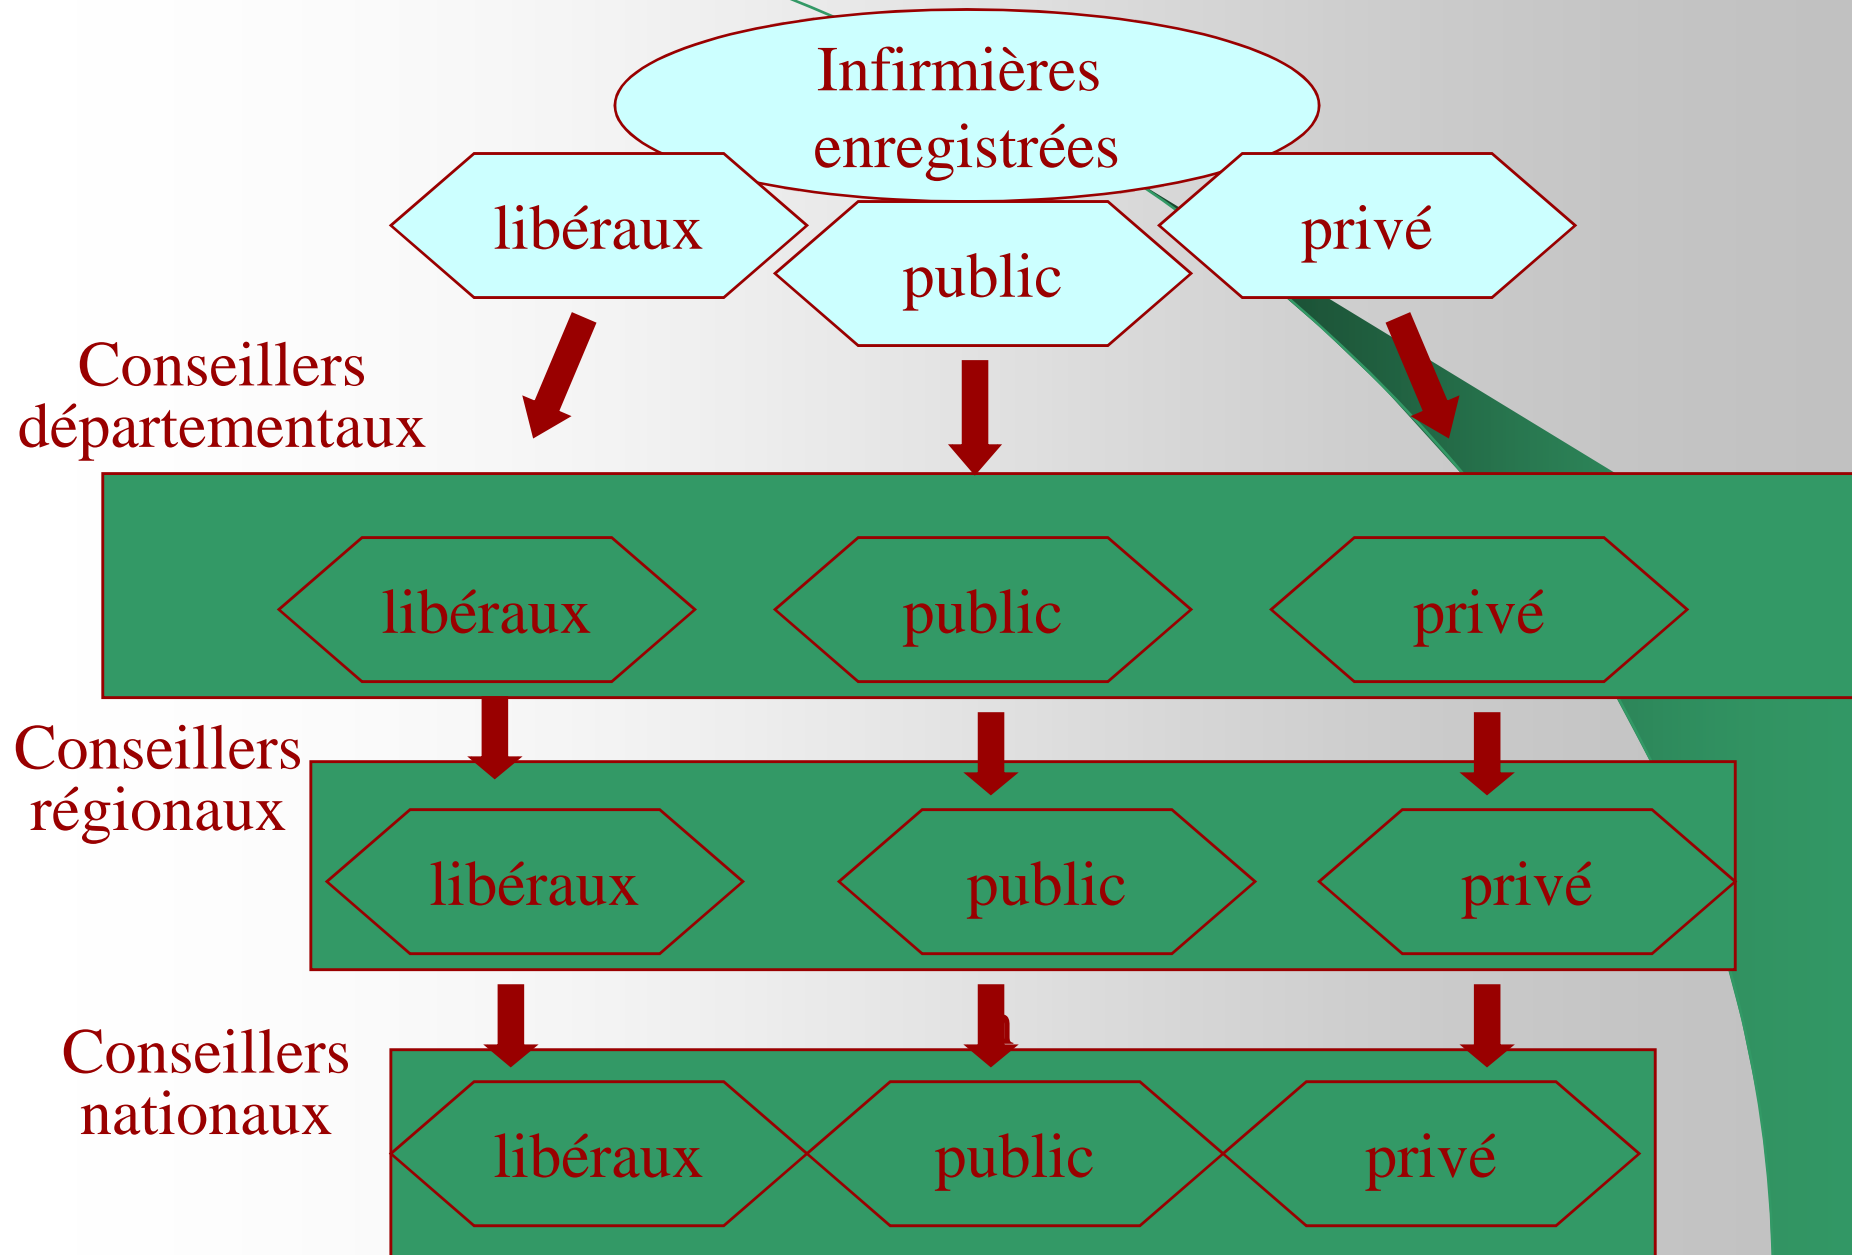 Infirmières
enregistrées
libéraux
public
privé
Conseillers
départementaux
libéraux
public
privé
Conseillers
régionaux
libéraux
public
privé
Conseillers
nationaux
libéraux
public
privé